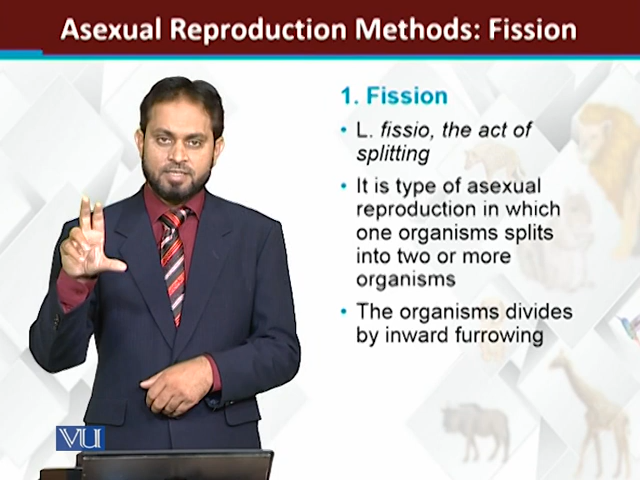 Asexual Reproduction Methods: Fission
1. Fission
• L. fissio, the act of
splitting
• It is type of asexual
reproduction in which
one organisms splits
into two or more
organisms
• The organisms divides
by inward furrowing
VU